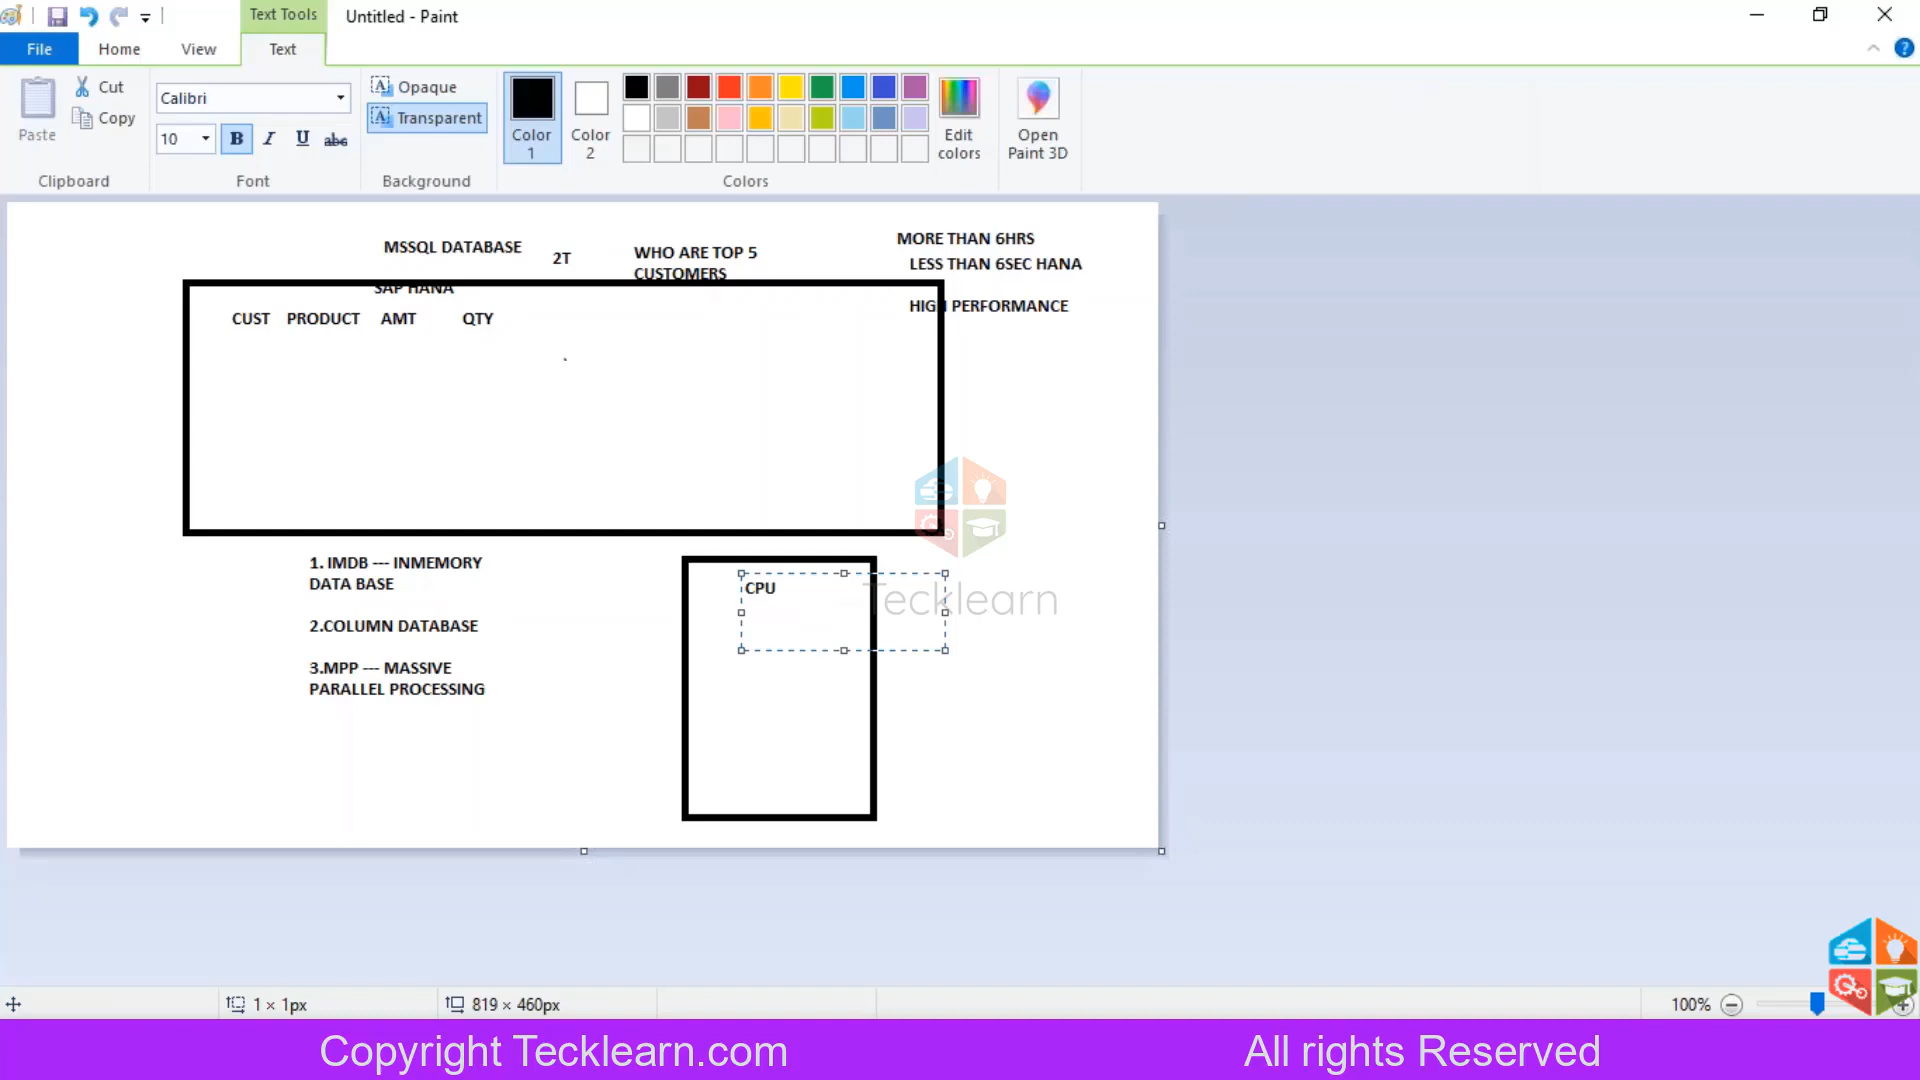 Text Tools
Untitled - Paint
File
Home
View
Text
Cut
Paste
Copy
Clipboard
Calibri
10
B
I
U
abc
Font
Opaque
Transparent
Background
Color
1
Color
2
Edit
colors
Colors
Open
Paint 3D
MSSQL DATABASE
2T
WHO ARE TOP 5
CUSTOMERS
MORE THAN 6HRS
LESS THAN 6SEC HANA
SAP HANA
HIGH PERFORMANCE
CUST PRODUCT AMT QTY
1. IMDB --- INMEMORY
DATA BASE
2.COLUMN DATABASE
3.MPP --- MASSIVE
PARALLEL PROCESSING
CPU
Tecklearn
1 × 1px
819 × 460px
100%
Copyright Tecklearn.com
All rights Reserved